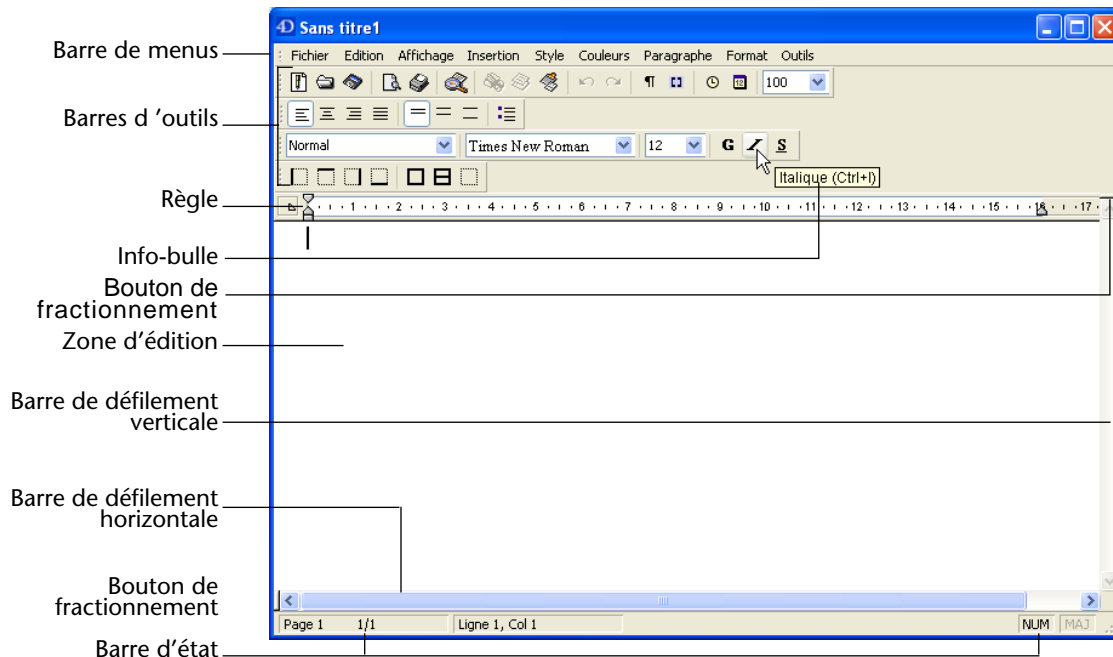 Sans titre1
Barre de menus
Fichier Edition Affichage Insertion Style Couleurs Paragraphe Format Outils
100
Barres d 'outils
Normal Times New Roman 12 G I S
Italique (Ctrl+I)
Règle
1 2 3 4 5 6 7 8 9 10 11 12 13 14 15 16 17
Info-bulle
Bouton de
fractionnement
Zone d'édition
Barre de défilement
verticale
Barre de défilement
horizontale
Bouton de
fractionnement
Page 1 1/1 Ligne 1, Col 1 NUM MAJ
Barre d'état